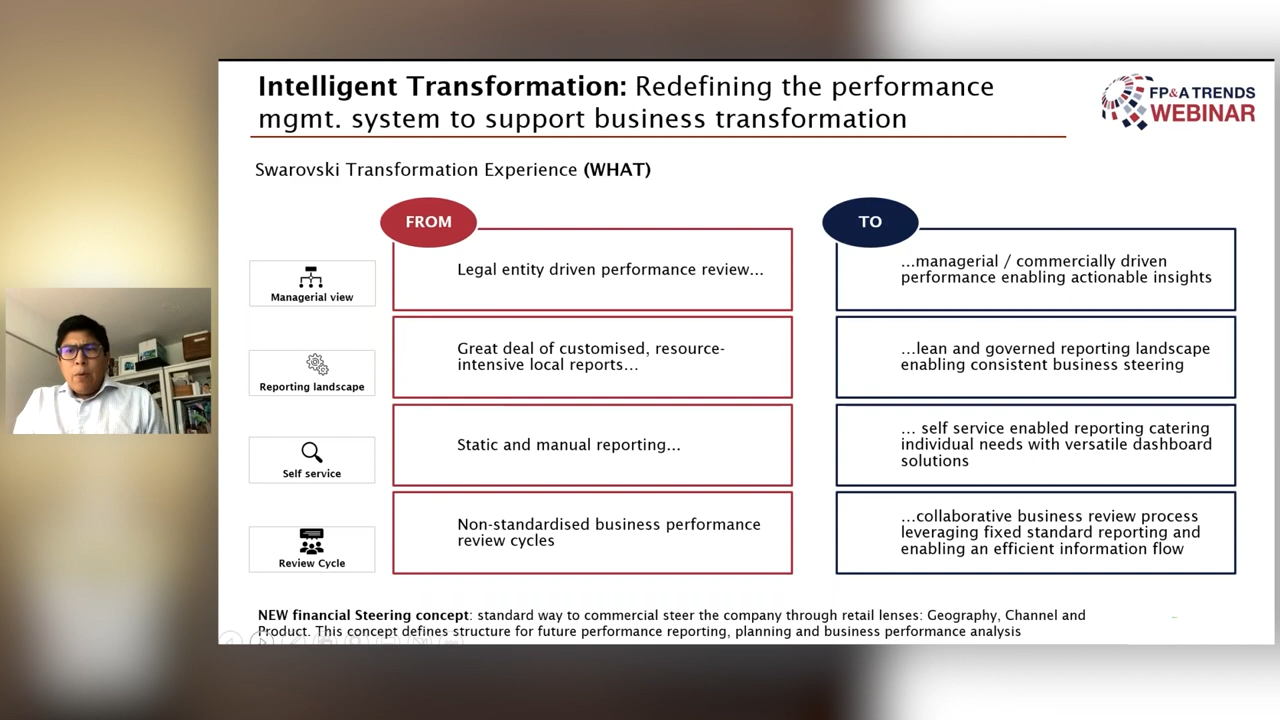 Intelligent Transformation: Redefining the performance
mgmt. system to support business transformation
FP&A TRENDS
WEBINAR
Swarovski Transformation Experience (WHAT)
FROM
TO
Managerial view
Legal entity driven performance review…
…managerial / commercially driven
performance enabling actionable insights
Reporting landscape
Great deal of customised, resource-
intensive local reports…
…lean and governed reporting landscape
enabling consistent business steering
Self service
Static and manual reporting…
… self service enabled reporting catering
individual needs with versatile dashboard
solutions
Review Cycle
Non-standardised business performance
review cycles
…collaborative business review process
leveraging fixed standard reporting and
enabling an efficient information flow
NEW financial Steering concept: standard way to commercial steer the company through retail lenses: Geography, Channel and
Product. This concept defines structure for future performance reporting, planning and business performance analysis